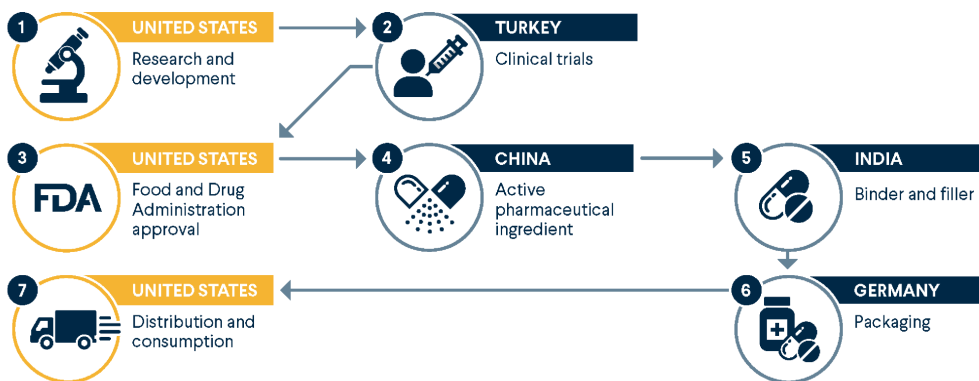 1
UNITED STATES
Research and
development
2
TURKEY
Clinical trials
3
FDA
UNITED STATES
Food and Drug
Administration
approval
4
CHINA
Active
pharmaceutical
ingredient
5
INDIA
Binder and filler
6
GERMANY
Packaging
7
UNITED STATES
Distribution and
consumption